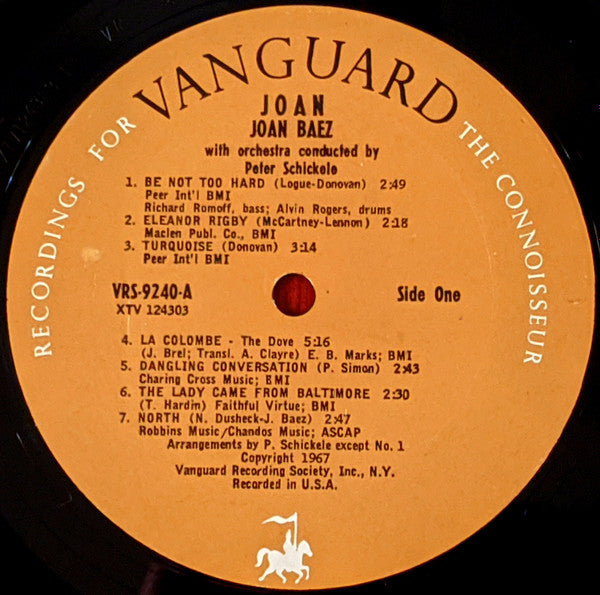 VANGUARD
RECORDINGS FOR THE CONNOISSEUR
JOAN
JOAN BAEZ
with orchestra conducted by
Peter Schickele
1. BE NOT TOO HARD (Logue-Donovan) 2:49
Peer Int'l BMI
Richard Romoff, bass; Alvin Rogers, drums
2. ELEANOR RIGBY (McCartney-Lennon) 2:18
Maclen Publ. Co., BMI
3. TURQUOISE (Donovan) 3:14
Peer Int'l BMI
VRS-9240-A Side One
XTV 124303
4. LA COLOMBE - The Dove 5:16
(J. Brel; Transl. A. Clayre) E. B. Marks; BMI
5. DANGLING CONVERSATION (P. Simon) 2:43
Charing Cross Music; BMI
6. THE LADY CAME FROM BALTIMORE 2:30
(T. Hardin) Faithful Virtue; BMI
7. NORTH (N. Dusheck-J. Baez) 2:47
Robbins Music/Chandos Music; ASCAP
Arrangements by P. Schickele except No. 1
Copyright 1967
Vanguard Recording Society, Inc., N.Y.
Recorded in U.S.A.